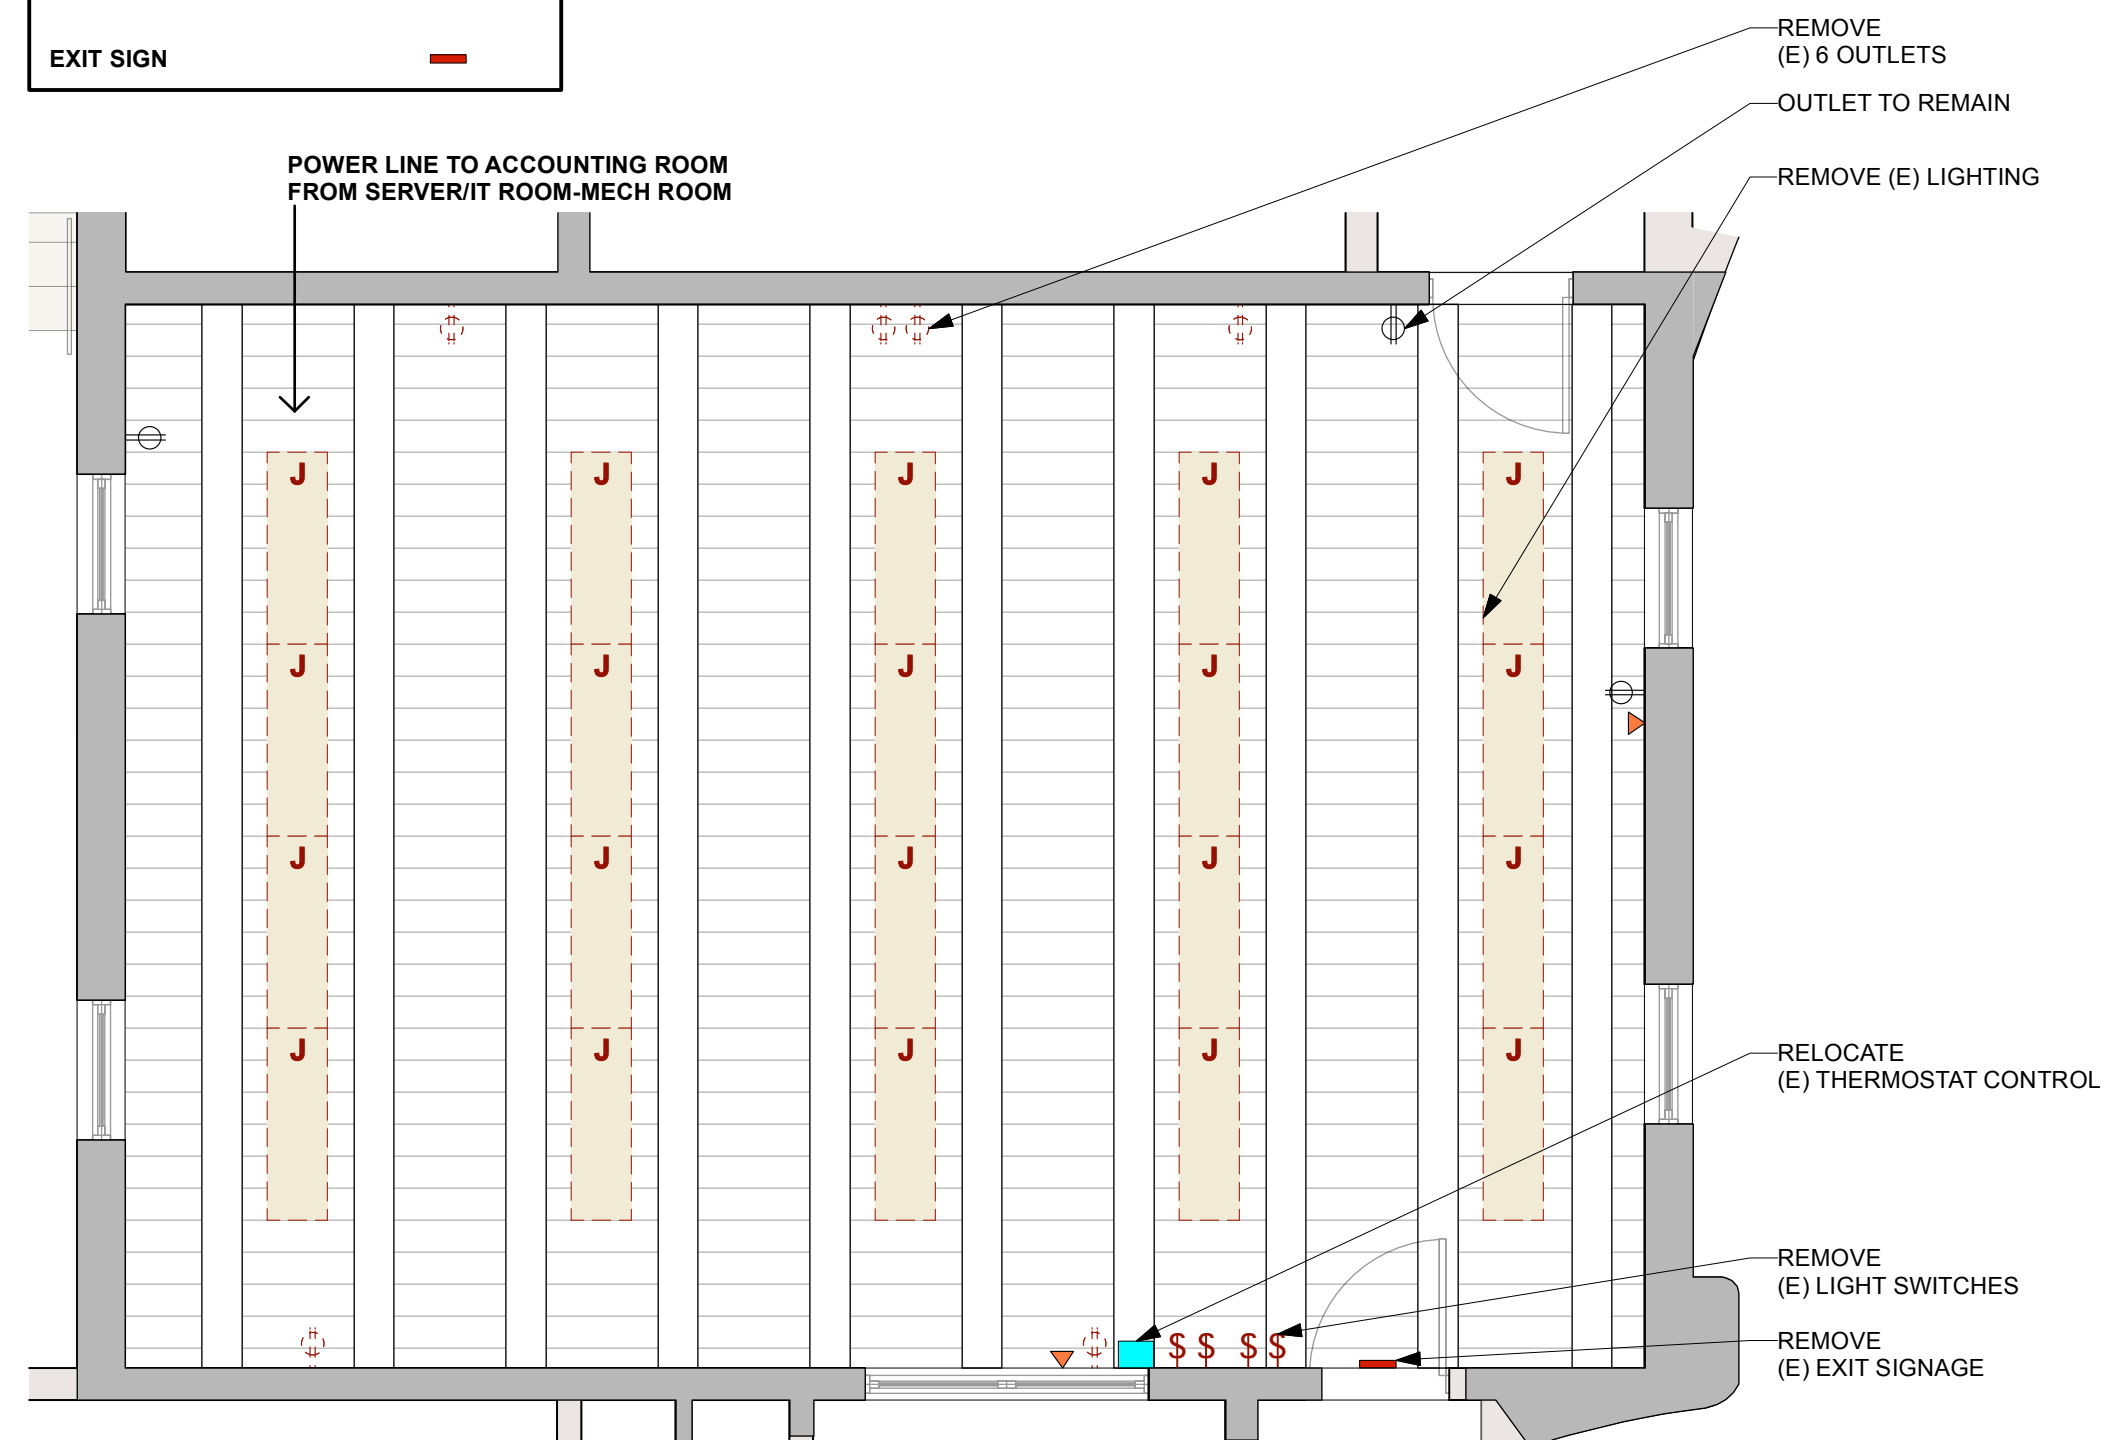 EXIT SIGN
REMOVE
(E) 6 OUTLETS
OUTLET TO REMAIN
POWER LINE TO ACCOUNTING ROOM
FROM SERVER/IT ROOM-MECH ROOM
REMOVE (E) LIGHTING
J J J J J
J J J J J
J J J J J
J J J J J
RELOCATE
(E) THERMOSTAT CONTROL
REMOVE
(E) LIGHT SWITCHES
$ $ $ $
REMOVE
(E) EXIT SIGNAGE